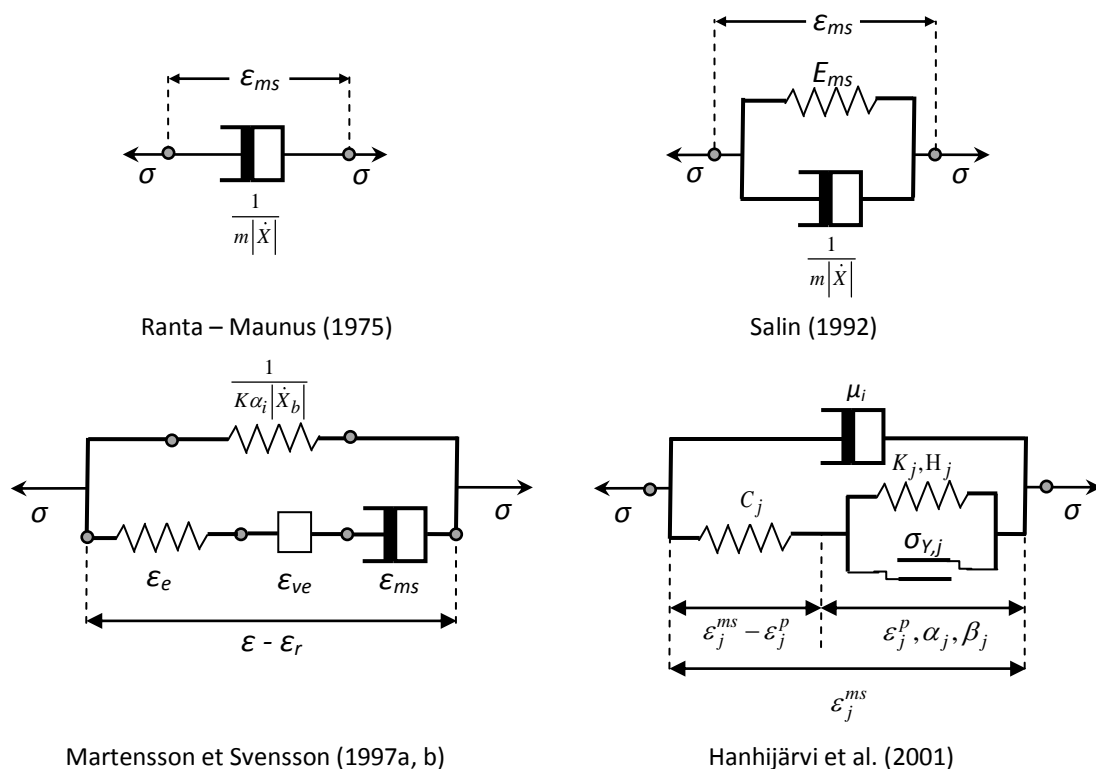 ε_ms
σ
σ
1/(m|Ẋ|)
Ranta – Maunus (1975)
ε_ms
E_ms
σ
σ
1/(m|Ẋ|)
Salin (1992)
1/(Kα_i|Ẋ_b|)
σ
σ
ε_e
ε_ve
ε_ms
ε - ε_r
Martensson et Svensson (1997a, b)
μ_i
K_j, H_j
C_j
σ
σ
σ_Y,j
ε_j^ms − ε_j^p
ε_j^p, α_j, β_j
ε_j^ms
Hanhijärvi et al. (2001)